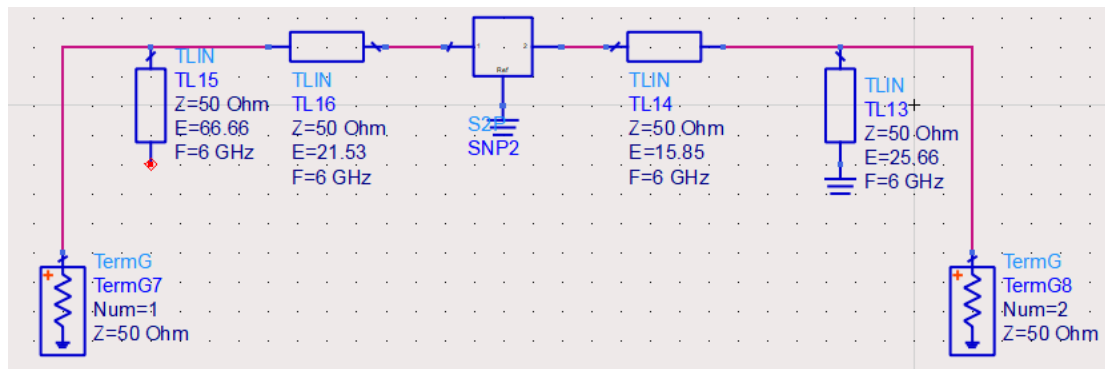 TLIN
TL15
Z=50 Ohm
E=66.66
F=6 GHz
TLIN
TL16
Z=50 Ohm
E=21.53
F=6 GHz
1
2
Ref
S2P
SNP2
TLIN
TL14
Z=50 Ohm
E=15.85
F=6 GHz
TLIN
TL13
Z=50 Ohm
E=25.66
F=6 GHz
TermG
TermG7
Num=1
Z=50 Ohm
TermG
TermG8
Num=2
Z=50 Ohm